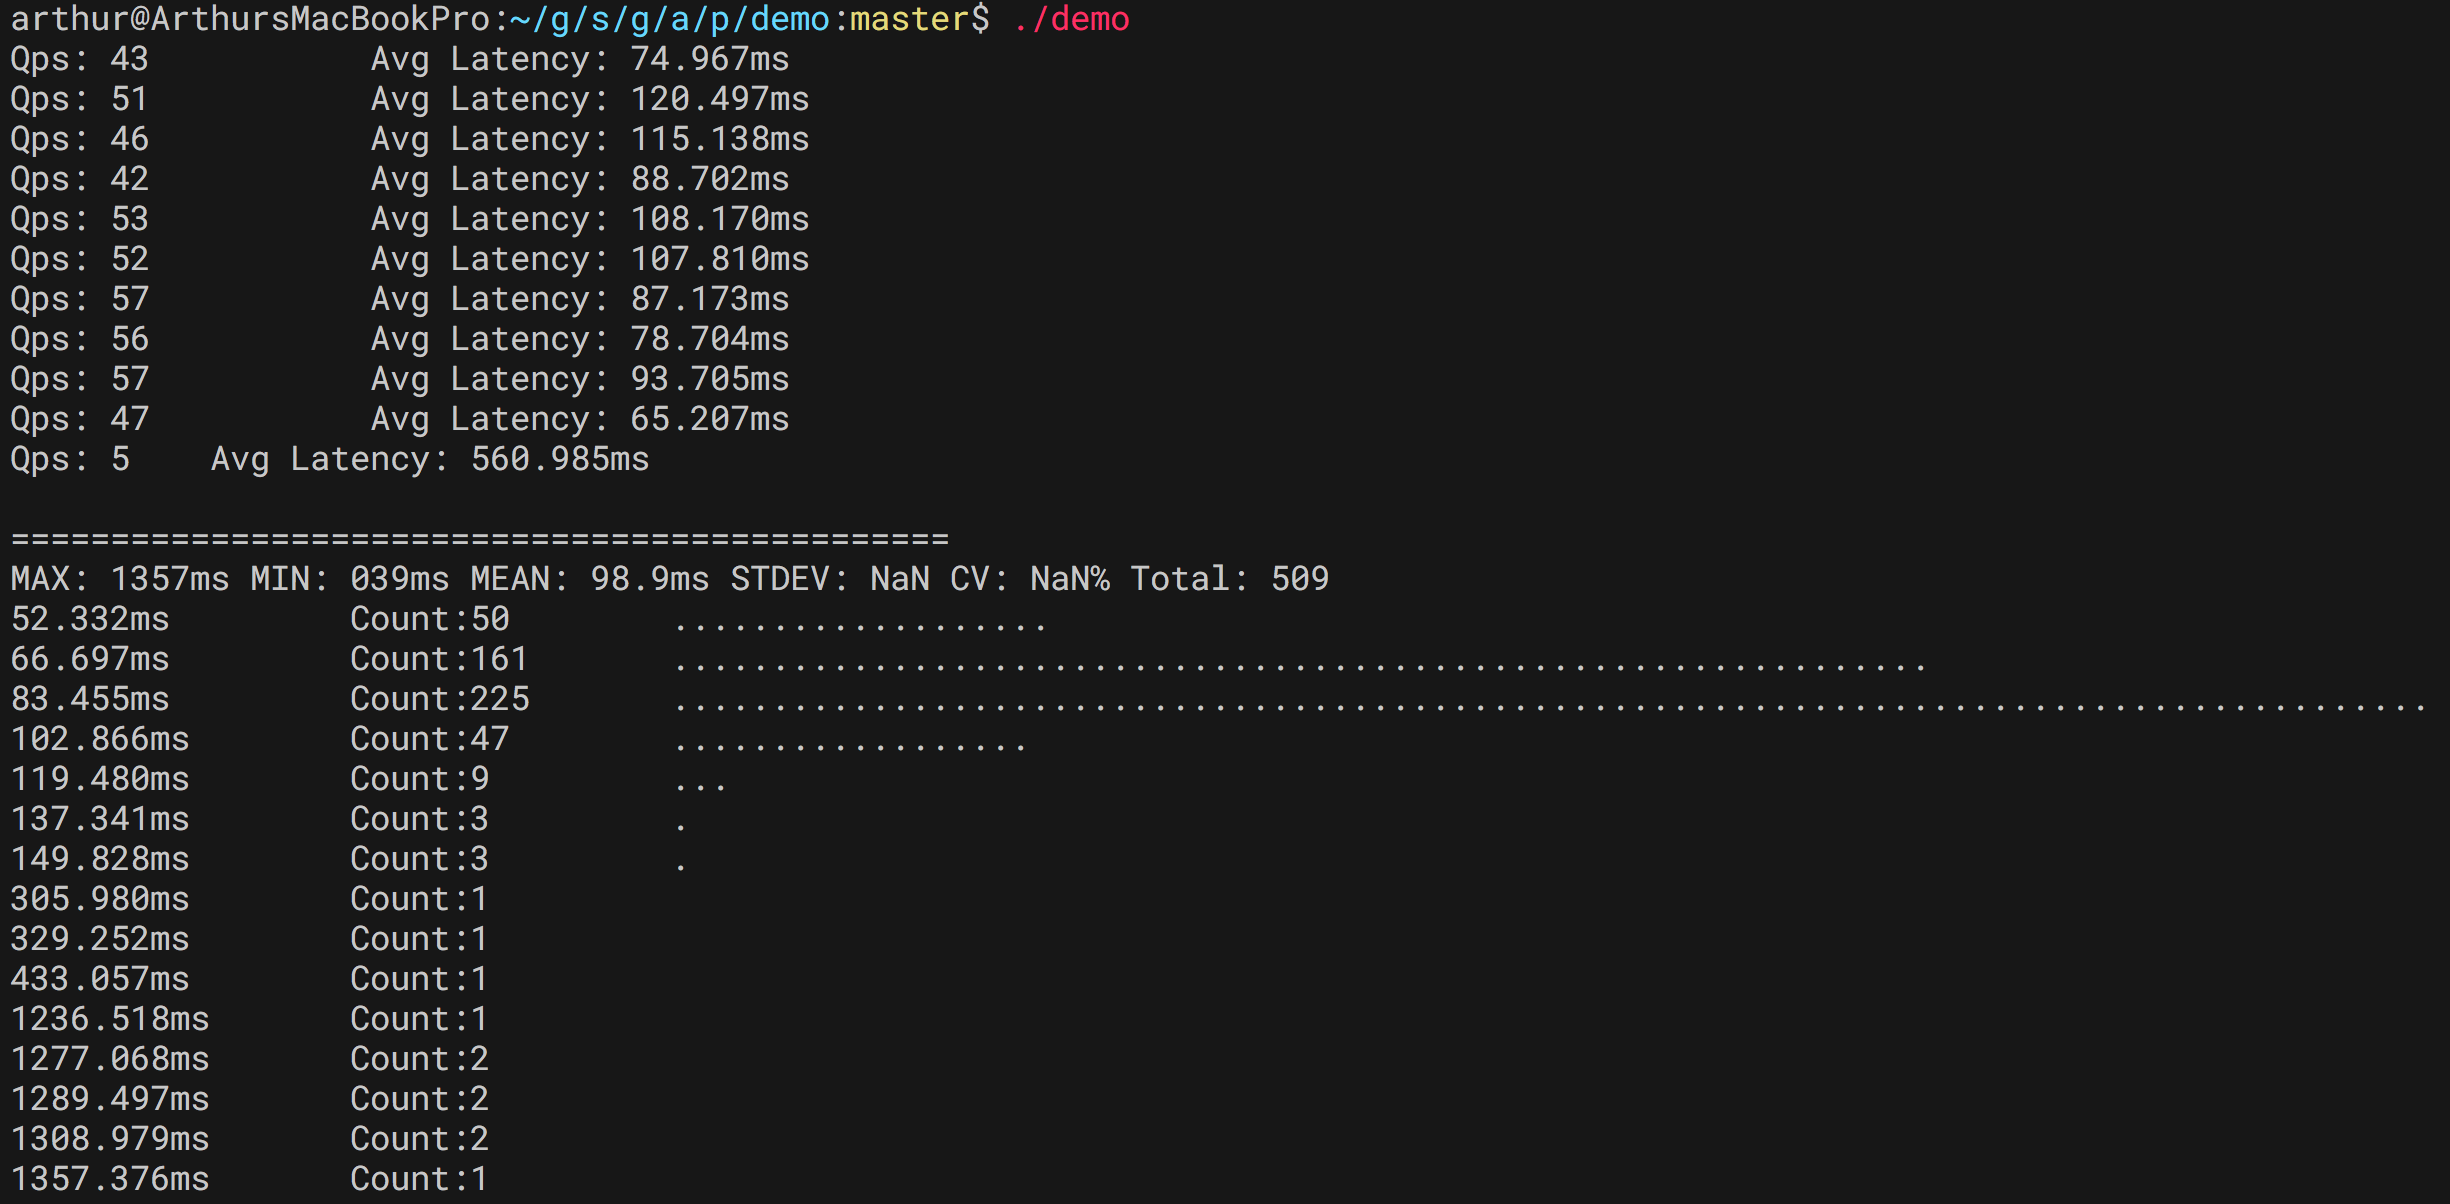 arthur@ArthursMacBookPro:~/g/s/g/a/p/demo:master$ ./demo
Qps: 43 Avg Latency: 74.967ms
Qps: 51 Avg Latency: 120.497ms
Qps: 46 Avg Latency: 115.138ms
Qps: 42 Avg Latency: 88.702ms
Qps: 53 Avg Latency: 108.170ms
Qps: 52 Avg Latency: 107.810ms
Qps: 57 Avg Latency: 87.173ms
Qps: 56 Avg Latency: 78.704ms
Qps: 57 Avg Latency: 93.705ms
Qps: 47 Avg Latency: 65.207ms
Qps: 5 Avg Latency: 560.985ms
===============================================
MAX: 1357ms MIN: 039ms MEAN: 98.9ms STDEV: NaN CV: NaN% Total: 509
52.332ms Count:50 ...................
66.697ms Count:161 ...............................................................
83.455ms Count:225 ........................................................................................
102.866ms Count:47 ..................
119.480ms Count:9 ...
137.341ms Count:3 .
149.828ms Count:3 .
305.980ms Count:1
329.252ms Count:1
433.057ms Count:1
1236.518ms Count:1
1277.068ms Count:2
1289.497ms Count:2
1308.979ms Count:2
1357.376ms Count:1